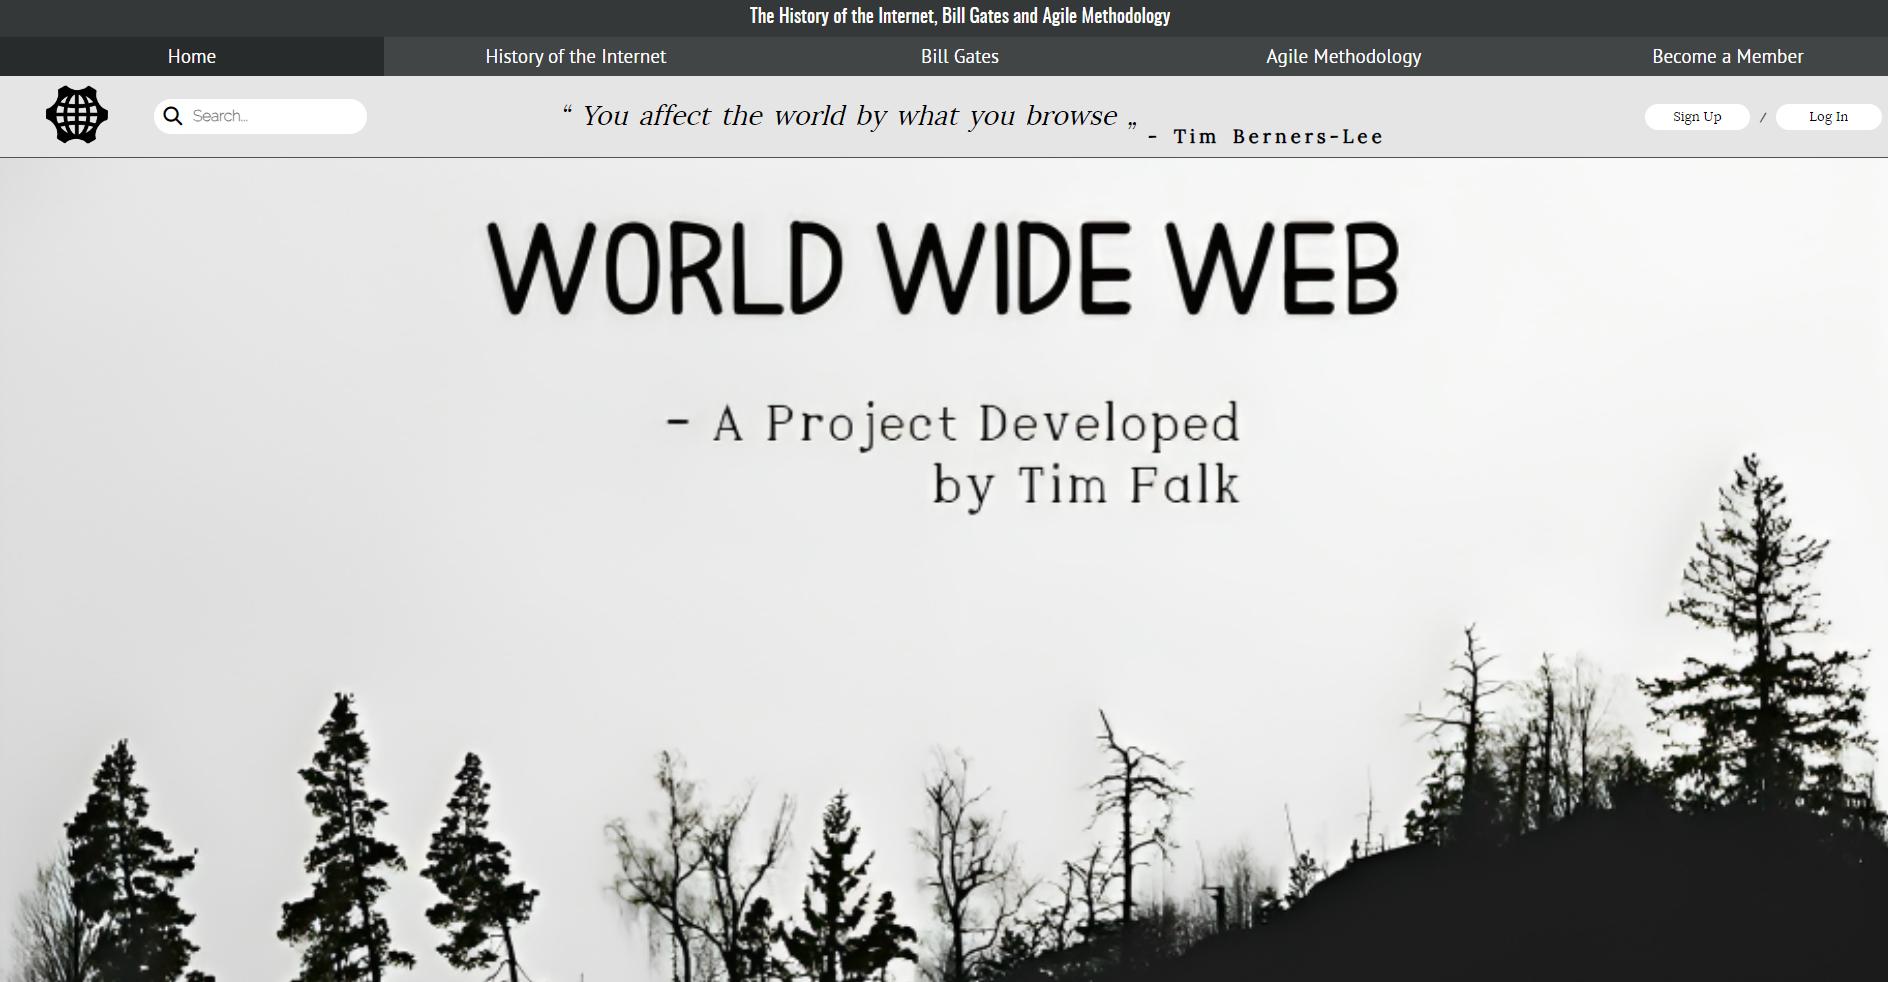 The History of the Internet, Bill Gates and Agile Methodology
Home History of the Internet Bill Gates Agile Methodology Become a Member
Search...
“ You affect the world by what you browse „
- Tim Berners-Lee
Sign Up / Log In
WORLD WIDE WEB
- A Project Developed
by Tim Falk